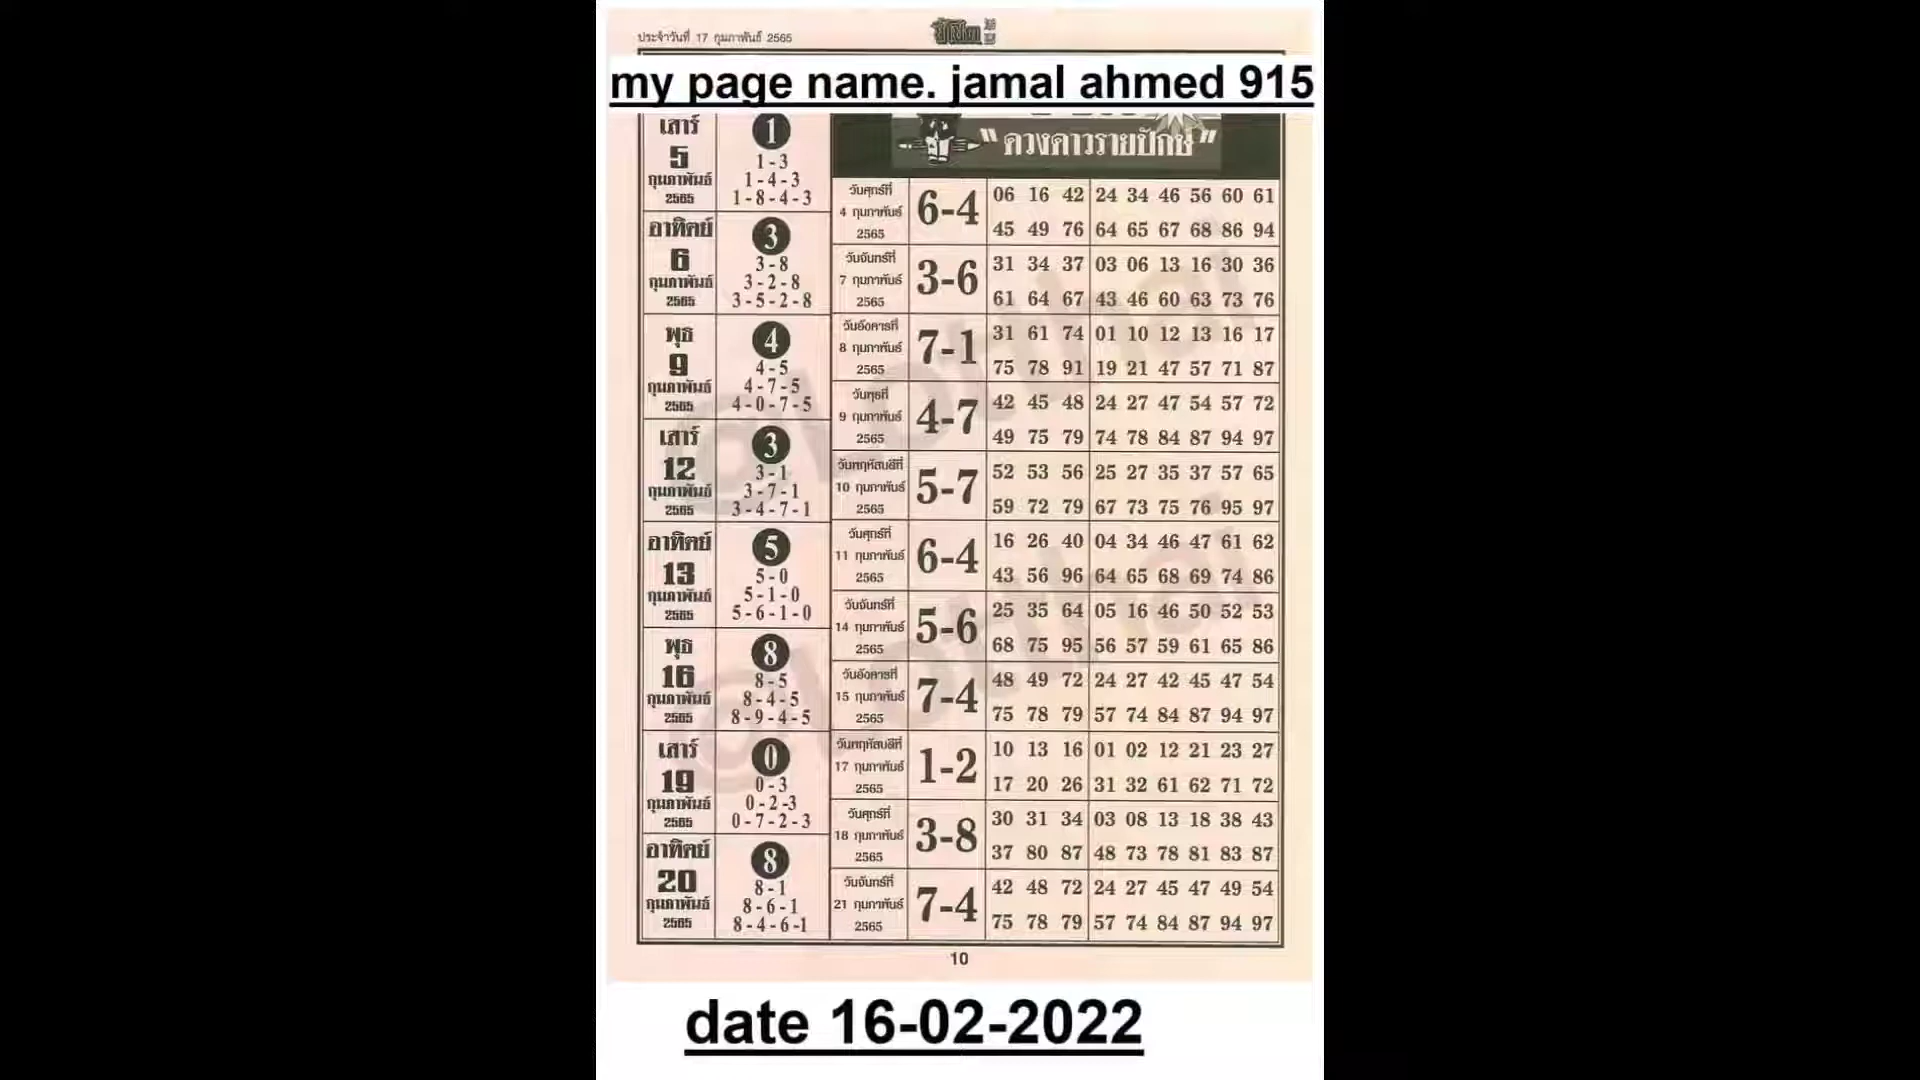 ประจำวันที่ 17 กุมภาพันธ์ 2565
my page name. jamal ahmed 915
เสาร์
5
กุมภาพันธ์
2565
1
1-3
1-4-3
1-8-4-3
อาทิตย์
6
กุมภาพันธ์
2565
3
3-8
3-2-8
3-5-2-8
พุธ
9
กุมภาพันธ์
2565
4
4-5
4-7-5
4-0-7-5
เสาร์
12
กุมภาพันธ์
2565
3
3-1
3-7-1
3-4-7-1
อาทิตย์
13
กุมภาพันธ์
2565
5
5-0
5-1-0
5-6-1-0
พุธ
16
กุมภาพันธ์
2565
8
8-5
8-4-5
8-9-4-5
เสาร์
19
กุมภาพันธ์
2565
0
0-3
0-2-3
0-7-2-3
อาทิตย์
20
กุมภาพันธ์
2565
8
8-1
8-6-1
8-4-6-1
"ดวงดาวรายปักษ์"
วันศุกร์ที่
4 กุมภาพันธ์
2565
6-4
06 16 42 24 34 46 56 60 61
45 49 76 64 65 67 68 86 94
วันจันทร์ที่
7 กุมภาพันธ์
2565
3-6
31 34 37 03 06 13 16 30 36
61 64 67 43 46 60 63 73 76
วันอังคารที่
8 กุมภาพันธ์
2565
7-1
31 61 74 01 10 12 13 16 17
75 78 91 19 21 47 57 71 87
วันพุธที่
9 กุมภาพันธ์
2565
4-7
42 45 48 24 27 47 54 57 72
49 75 79 74 78 84 87 94 97
วันพฤหัสบดีที่
10 กุมภาพันธ์
2565
5-7
52 53 56 25 27 35 37 57 65
59 72 79 67 73 75 76 95 97
วันศุกร์ที่
11 กุมภาพันธ์
2565
6-4
16 26 40 04 34 46 47 61 62
43 56 96 64 65 68 69 74 86
วันจันทร์ที่
14 กุมภาพันธ์
2565
5-6
25 35 64 05 16 46 50 52 53
68 75 95 56 57 59 61 65 86
วันอังคารที่
15 กุมภาพันธ์
2565
7-4
48 49 72 24 27 42 45 47 54
75 78 79 57 74 84 87 94 97
วันพฤหัสบดีที่
17 กุมภาพันธ์
2565
1-2
10 13 16 01 02 12 21 23 27
17 20 26 31 32 61 62 71 72
วันศุกร์ที่
18 กุมภาพันธ์
2565
3-8
30 31 34 03 08 13 18 38 43
37 80 87 48 73 78 81 83 87
วันจันทร์ที่
21 กุมภาพันธ์
2565
7-4
42 48 72 24 27 45 47 49 54
75 78 79 57 74 84 87 94 97
10
date 16-02-2022